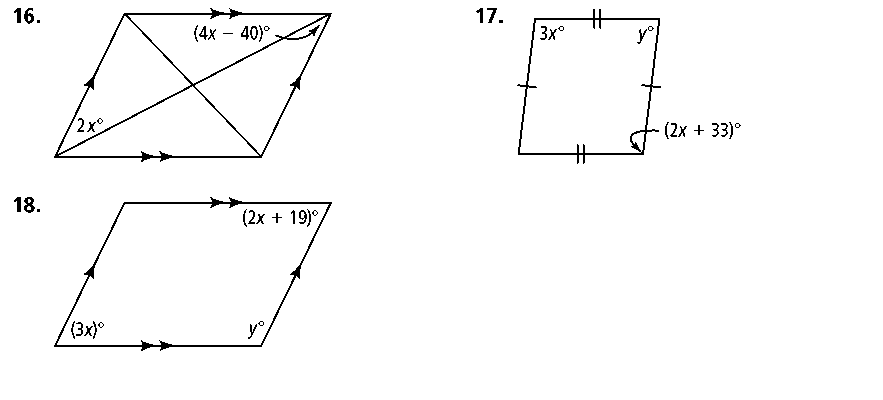 16.
(4x − 40)°
2x°
17.
3x°
y°
(2x + 33)°
18.
(2x + 19)°
(3x)°
y°